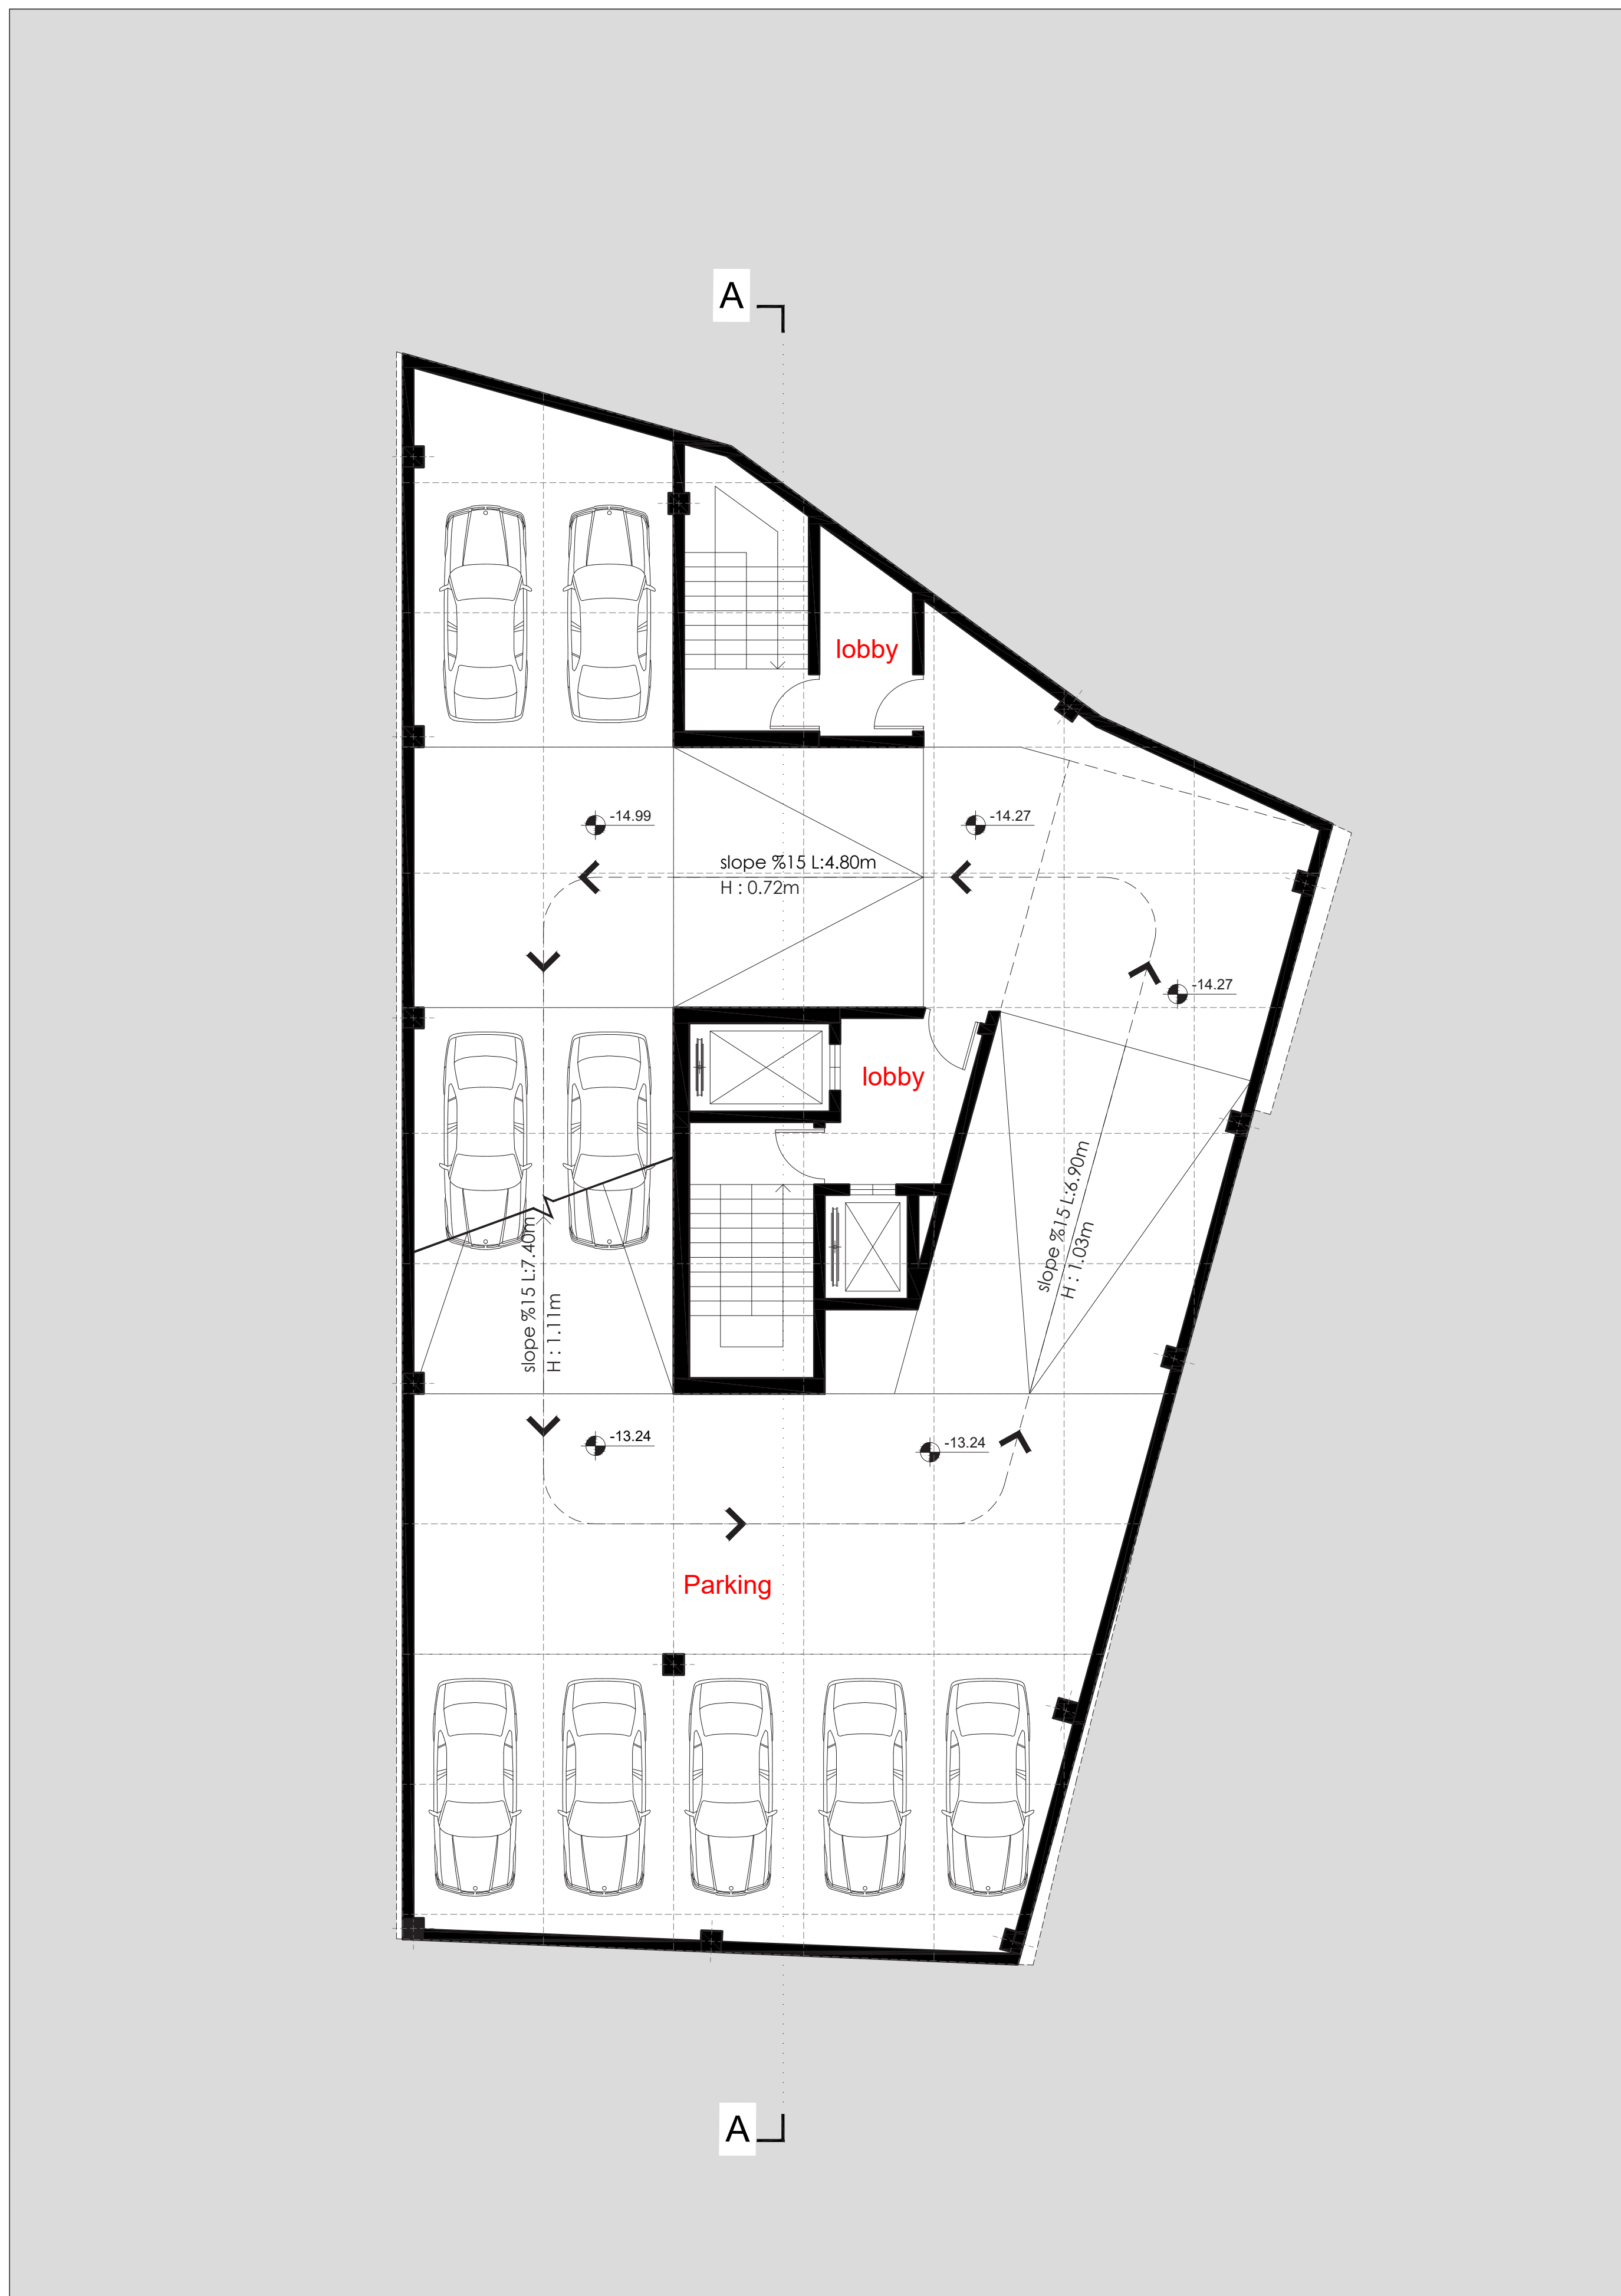 A
lobby
-14.99
-14.27
slope %15 L:4.80m
H : 0.72m
-14.27
lobby
slope %15 L:6.90m
H : 1.03m
slope %15 L:7.40m
H : 1.11m
-13.24
-13.24
Parking
A